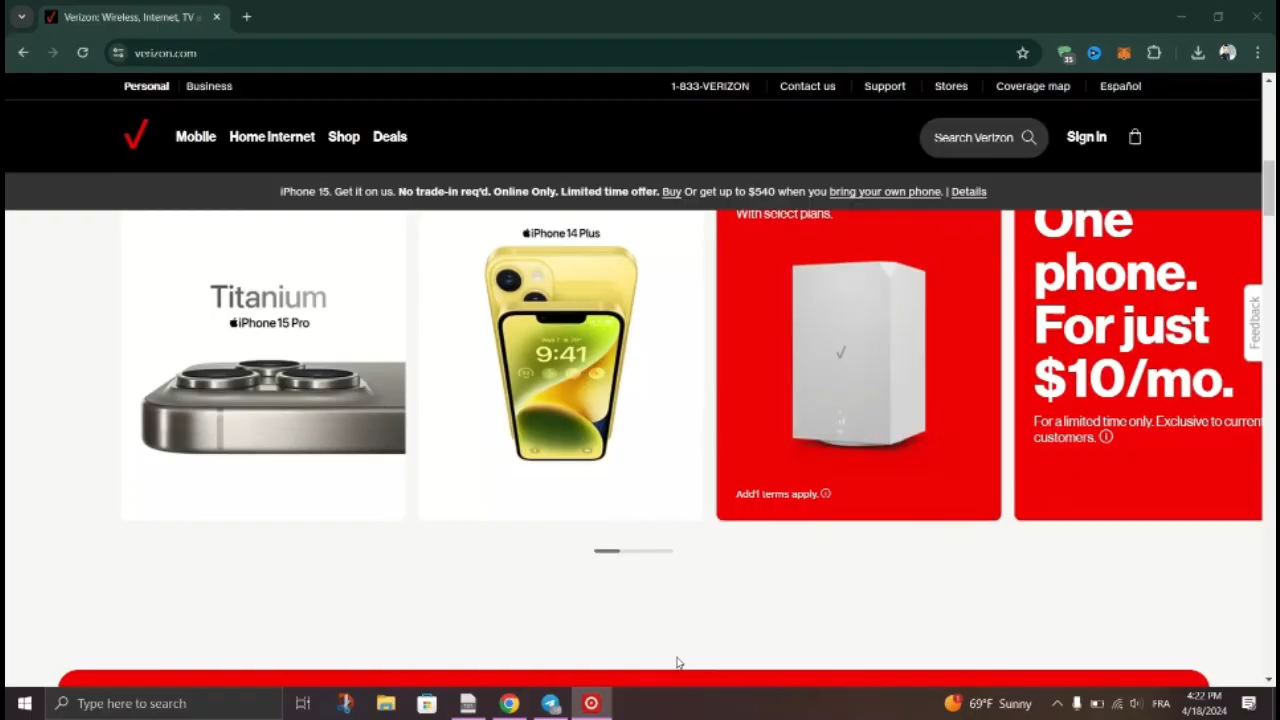 Verizon: Wireless, Internet, TV a
verizon.com
35
Personal Business 1-833-VERIZON Contact us Support Stores Coverage map Español
Mobile Home Internet Shop Deals Search Verizon Sign in
iPhone 15. Get it on us. No trade-in req'd. Online Only. Limited time offer. Buy Or get up to $540 when you bring your own phone. | Details
Titanium
iPhone 15 Pro
iPhone 14 Plus
9:41
With select plans.
Add'l terms apply.
One
phone.
For just
$10/mo.
For a limited time only. Exclusive to curren
customers.
Feedback
Type here to search
69°F Sunny
FRA
4:22 PM
4/18/2024